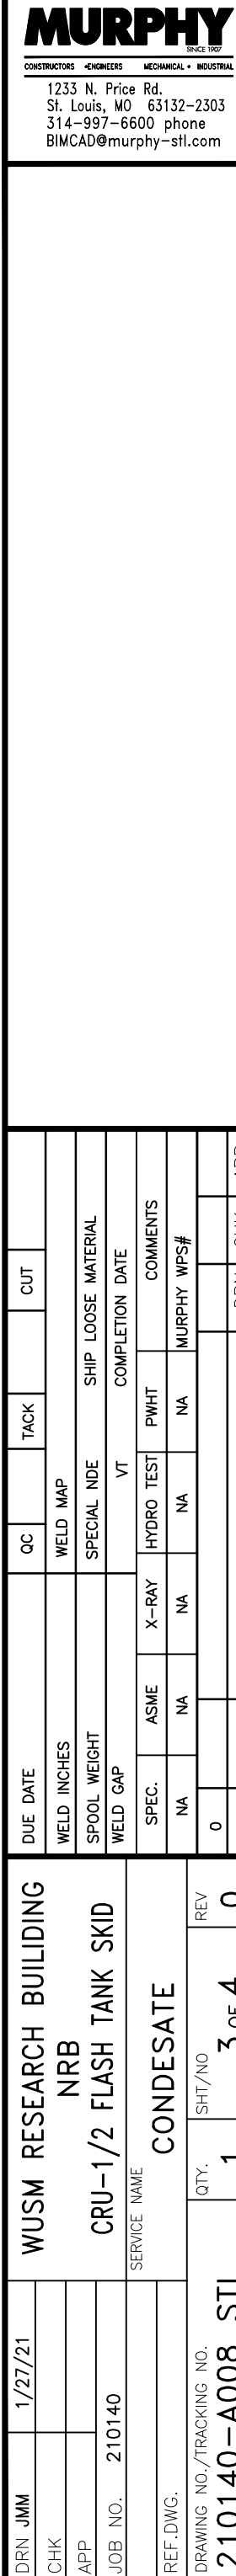 MURPHY
SINCE 1907
CONSTRUCTORS •ENGINEERS MECHANICAL • INDUSTRIAL
1233 N. Price Rd.
St. Louis, MO 63132-2303
314-997-6600 phone
BIMCAD@murphy-stl.com
DUE DATE QC TACK CUT
WELD INCHES WELD MAP
SPOOL WEIGHT SPECIAL NDE SHIP LOOSE MATERIAL
WELD GAP VT COMPLETION DATE
SPEC. ASME X-RAY HYDRO TEST PWHT COMMENTS
NA NA NA NA NA MURPHY WPS#
0
WUSM RESEARCH BUILIDING
NRB
CRU-1/2 FLASH TANK SKID
SERVICE NAME
CONDESATE
DRN JMM 1/27/21
CHK
APP
JOB NO. 210140
REF.DWG.
DRAWING NO./TRACKING NO. QTY. SHT/NO REV
210140-A008 STL 1 3 OF 4 0